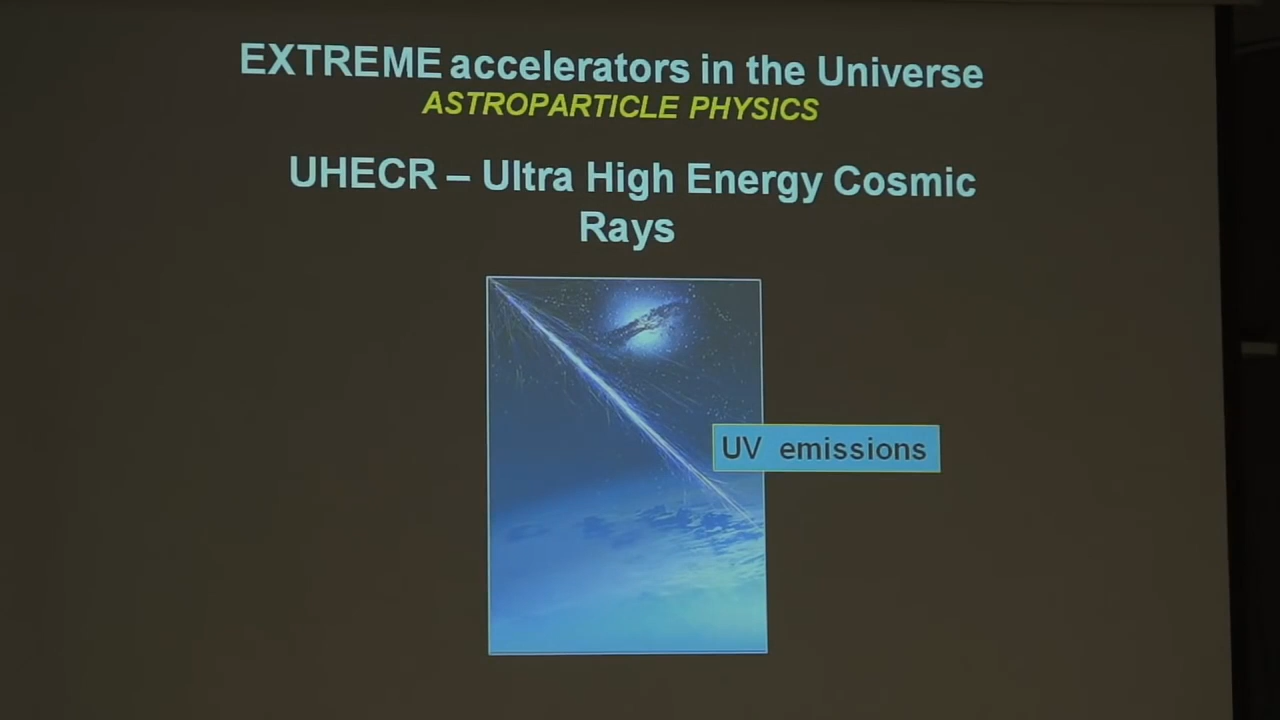 EXTREME accelerators in the Universe
ASTROPARTICLE PHYSICS
UHECR – Ultra High Energy Cosmic
Rays
UV emissions